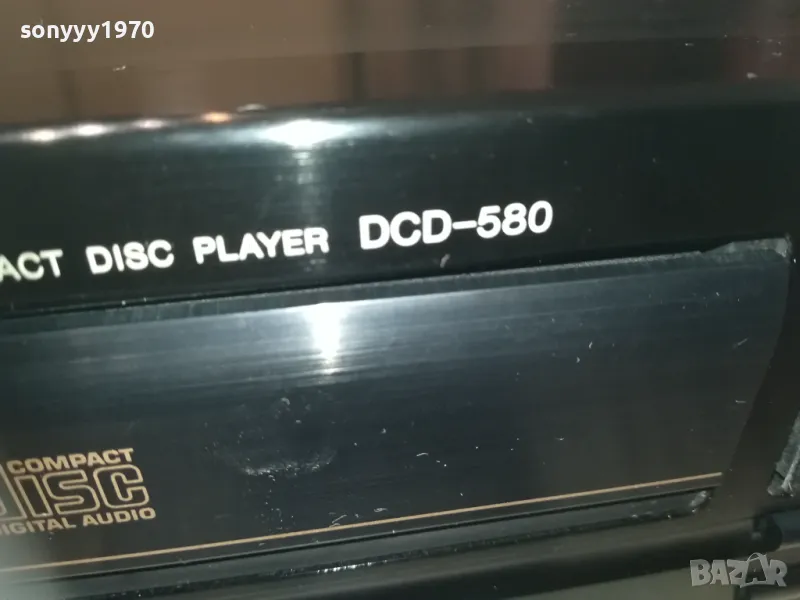 sonyyy1970
ACT DISC PLAYER DCD-580
COMPACT
disc
DIGITAL AUDIO
BAZAR